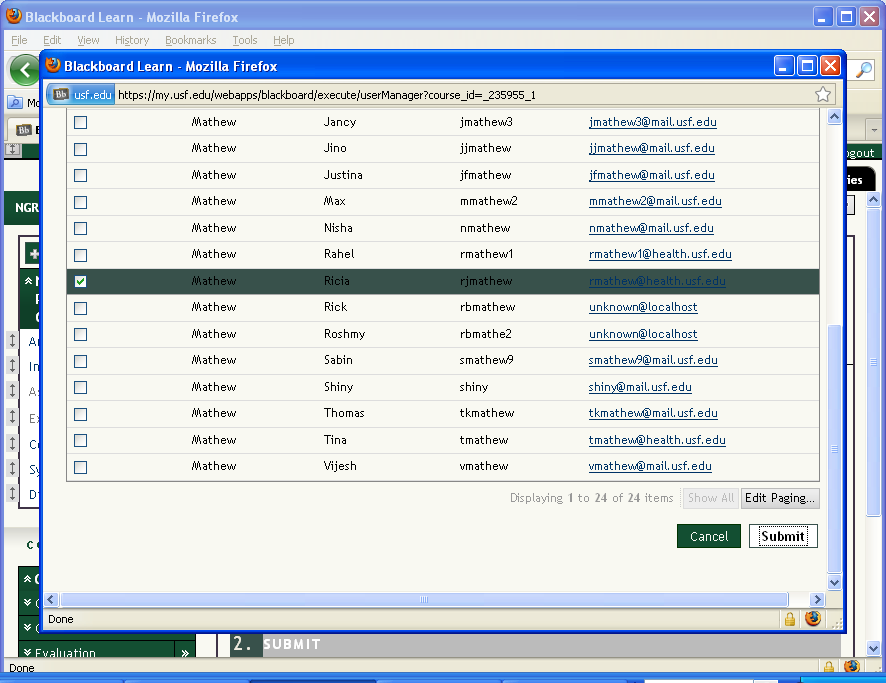 Blackboard Learn - Mozilla Firefox
File Edit View History Bookmarks Tools Help
Blackboard Learn - Mozilla Firefox
Bb usf.edu https://my.usf.edu/webapps/blackboard/execute/userManager?course_id=_235955_1
Mo
Bb
Mathew Jancy jmathew3 jmathew3@mail.usf.edu
Mathew Jino jjmathew jjmathew@mail.usf.edu
Mathew Justina jfmathew jfmathew@mail.usf.edu
Mathew Max mmathew2 mmathew2@mail.usf.edu
NGR
Mathew Nisha nmathew nmathew@mail.usf.edu
Mathew Rahel rmathew1 rmathew1@health.usf.edu
Mathew Ricia rjmathew rmathew@health.usf.edu
Mathew Rick rbmathew unknown@localhost
Mathew Roshmy rbmathe2 unknown@localhost
Mathew Sabin smathew9 smathew9@mail.usf.edu
Mathew Shiny shiny shiny@mail.usf.edu
Mathew Thomas tkmathew tkmathew@mail.usf.edu
Mathew Tina tmathew tmathew@health.usf.edu
Mathew Vijesh vmathew vmathew@mail.usf.edu
Displaying 1 to 24 of 24 items Show All Edit Paging...
Cancel Submit
Done
2. SUBMIT
Evaluation
Done